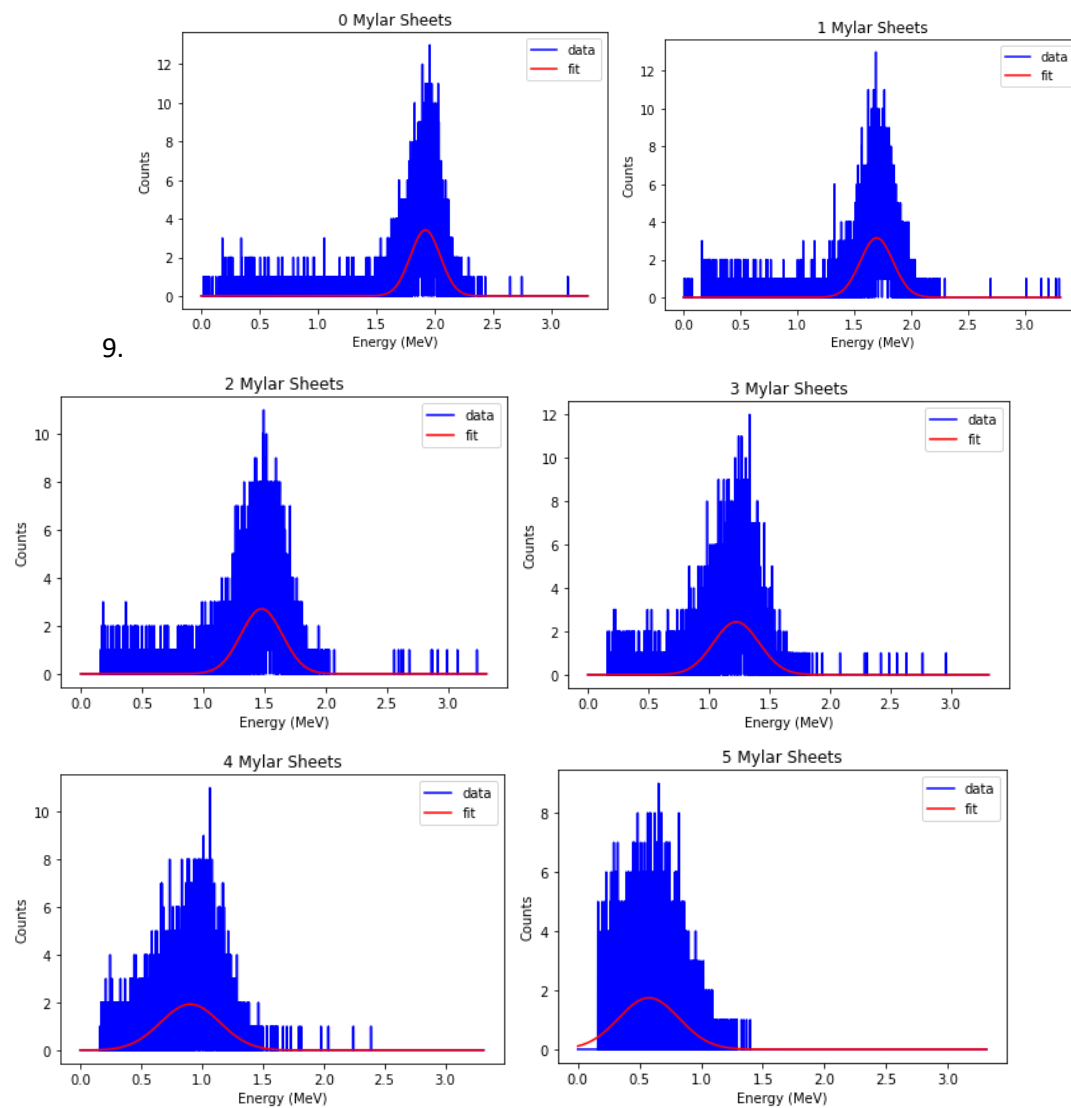 0 Mylar Sheets
data
fit
12
10
8
6
4
2
0
Counts
0.0 0.5 1.0 1.5 2.0 2.5 3.0
Energy (MeV)
1 Mylar Sheets
data
fit
12
10
8
6
4
2
0
Counts
0.0 0.5 1.0 1.5 2.0 2.5 3.0
Energy (MeV)
9.
2 Mylar Sheets
data
fit
10
8
6
4
2
0
Counts
0.0 0.5 1.0 1.5 2.0 2.5 3.0
Energy (MeV)
3 Mylar Sheets
data
fit
12
10
8
6
4
2
0
Counts
0.0 0.5 1.0 1.5 2.0 2.5 3.0
Energy (MeV)
4 Mylar Sheets
data
fit
10
8
6
4
2
0
Counts
0.0 0.5 1.0 1.5 2.0 2.5 3.0
Energy (MeV)
5 Mylar Sheets
data
fit
8
6
4
2
0
Counts
0.0 0.5 1.0 1.5 2.0 2.5 3.0
Energy (MeV)